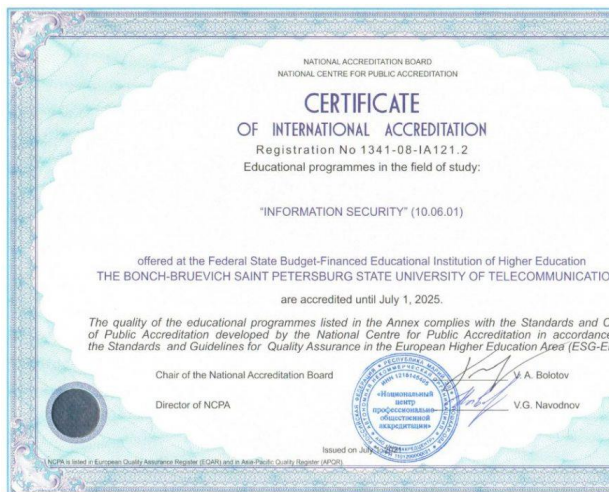 NATIONAL ACCREDITATION BOARD
NATIONAL CENTRE FOR PUBLIC ACCREDITATION
CERTIFICATE
OF INTERNATIONAL ACCREDITATION
Registration No 1341-08-IA121.2
Educational programmes in the field of study:
"INFORMATION SECURITY" (10.06.01)
offered at the Federal State Budget-Financed Educational Institution of Higher Education
THE BONCH-BRUEVICH SAINT PETERSBURG STATE UNIVERSITY OF TELECOMMUNICATIO
are accredited until July 1, 2025.
The quality of the educational programmes listed in the Annex complies with the Standards and C
of Public Accreditation developed by the National Centre for Public Accreditation in accordance
the Standards and Guidelines for Quality Assurance in the European Higher Education Area (ESG-E
Chair of the National Accreditation Board
V. A. Bolotov
Director of NCPA
V.G. Navodnov
«Национальный
центр
профессионально-
общественной
аккредитации»
Issued on July
NCPA is listed in European Quality Assurance Register (EQAR) and in Asia-Pacific Quality Register (APQR).